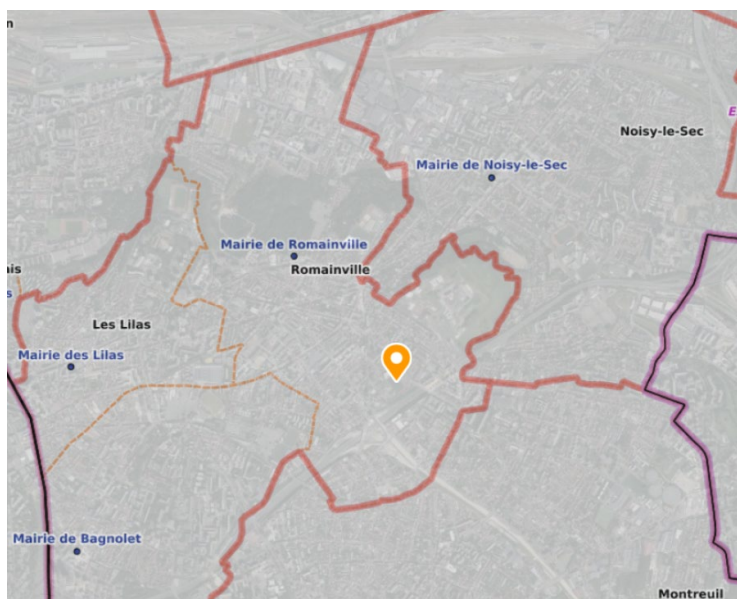 n
Noisy-le-Sec
E
Mairie de Noisy-le-Sec
Mairie de Romainville
Romainville
ais
s
Les Lilas
Mairie des Lilas
Mairie de Bagnolet
Montreuil